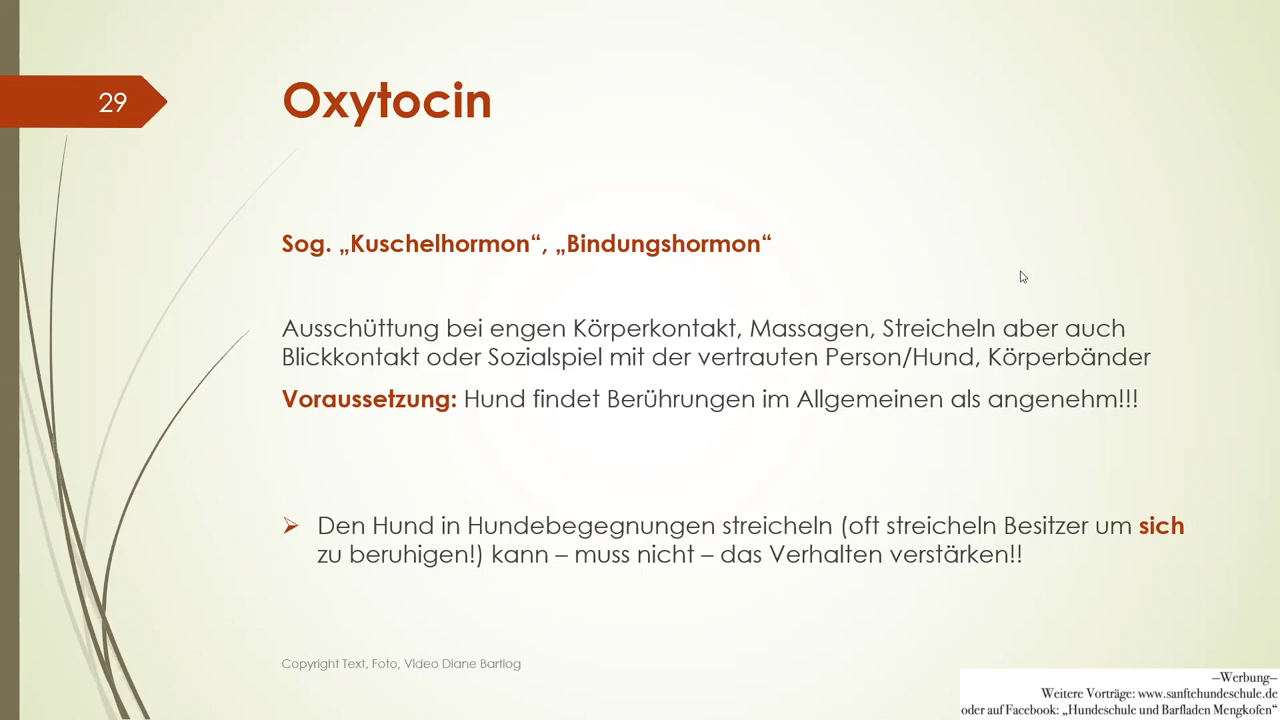 29
Oxytocin
Sog. „Kuschelhormon“, „Bindungshormon“
Ausschüttung bei engen Körperkontakt, Massagen, Streicheln aber auch
Blickkontakt oder Sozialspiel mit der vertrauten Person/Hund, Körperbänder
Voraussetzung: Hund findet Berührungen im Allgemeinen als angenehm!!!
➢ Den Hund in Hundebegegnungen streicheln (oft streicheln Besitzer um sich
zu beruhigen!) kann – muss nicht – das Verhalten verstärken!!
Copyright Text, Foto, Video Diane Bartlog
—Werbung—
Weitere Vorträge: www.sanftehundeschule.de
oder auf Facebook: „Hundeschule und Barfladen Mengkofen“